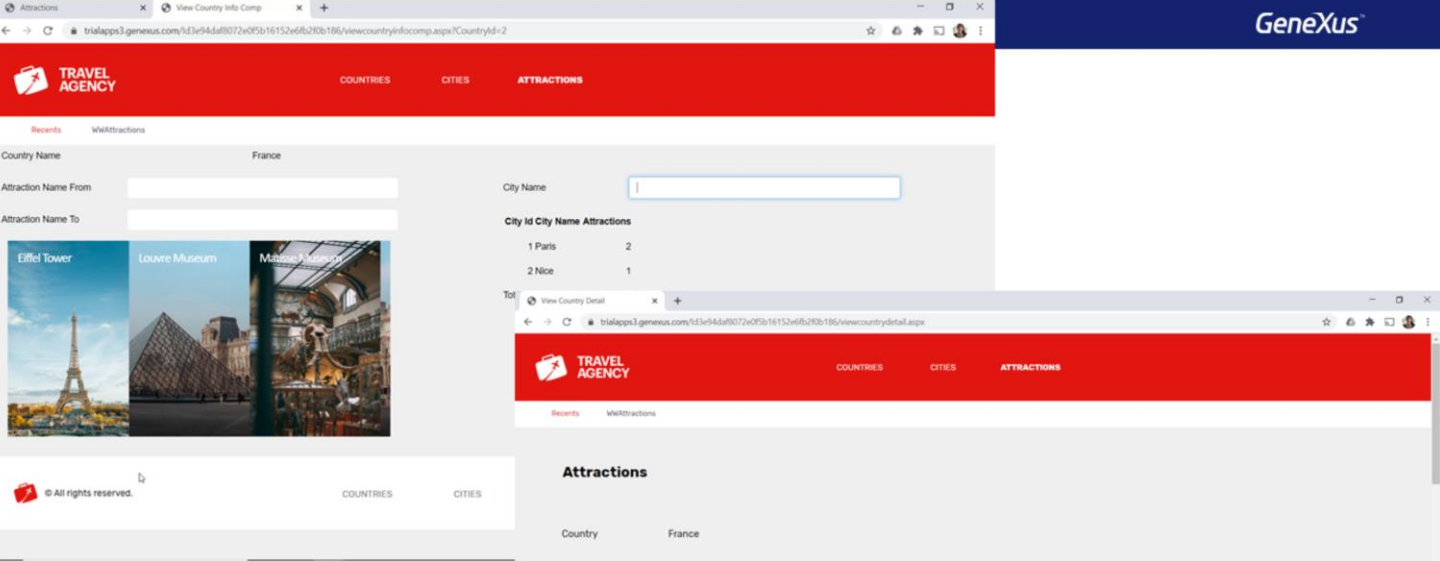 Attractions
View Country Info Comp
GeneXus
trialapps3.genexus.com/Id3e94daf8072e0f5b16152e6fb2f0b186/viewcountryinfocomp.aspx?CountryId=2
TRAVEL
AGENCY
COUNTRIES CITIES ATTRACTIONS
Recents WWAttractions
Country Name France
Attraction Name From
City Name
Attraction Name To
City Id City Name Attractions
1 Paris 2
2 Nice 1
Eiffel Tower Louvre Museum Matisse Museum
Tot
View Country Detail
trialapps3.genexus.com/Id3e94daf8072e0f5b16152e6fb2f0b186/viewcountrydetail.aspx
TRAVEL
AGENCY
COUNTRIES CITIES ATTRACTIONS
Recents WWAttractions
Attractions
© All rights reserved.
COUNTRIES CITIES
Country France